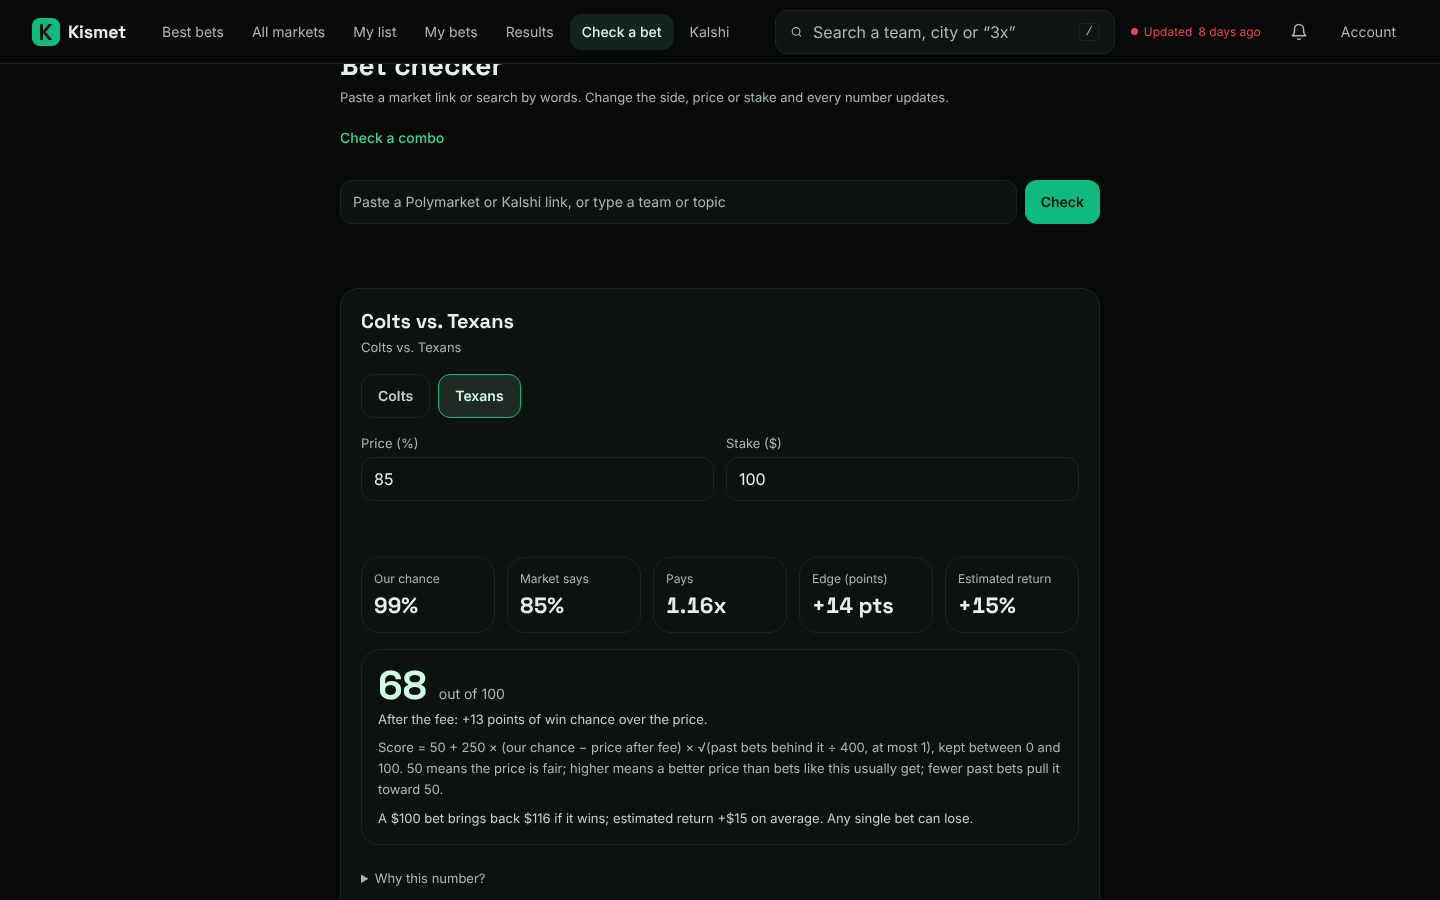 K Kismet
Best bets
All markets
My list
My bets
Results
Check a bet
Kalshi
Search a team, city or “3x”
/
Updated 8 days ago
Account
Bet checker
Paste a market link or search by words. Change the side, price or stake and every number updates.
Check a combo
Paste a Polymarket or Kalshi link, or type a team or topic
Check
Colts vs. Texans
Colts vs. Texans
Colts
Texans
Price (%)
Stake ($)
85
100
Our chance
99%
Market says
85%
Pays
1.16x
Edge (points)
+14 pts
Estimated return
+15%
68 out of 100
After the fee: +13 points of win chance over the price.
Score = 50 + 250 × (our chance − price after fee) × √(past bets behind it ÷ 400, at most 1), kept between 0 and
100. 50 means the price is fair; higher means a better price than bets like this usually get; fewer past bets pull it
toward 50.
A $100 bet brings back $116 if it wins; estimated return +$15 on average. Any single bet can lose.
Why this number?